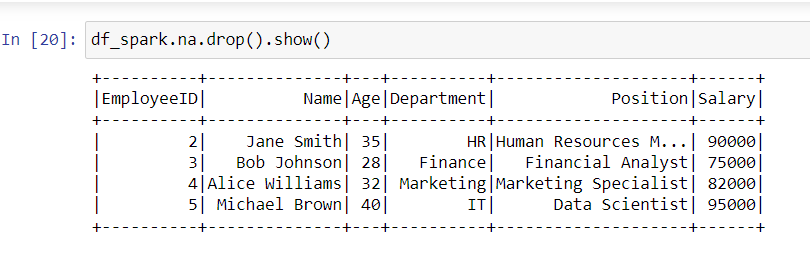 In [20]: df_spark.na.drop().show()
+----------+--------------+---+----------+--------------------+------+
|EmployeeID|          Name|Age|Department|            Position|Salary|
+----------+--------------+---+----------+--------------------+------+
|         2|    Jane Smith| 35|        HR|Human Resources M...| 90000|
|         3|   Bob Johnson| 28|   Finance|   Financial Analyst| 75000|
|         4|Alice Williams| 32| Marketing|Marketing Specialist| 82000|
|         5| Michael Brown| 40|        IT|      Data Scientist| 95000|
+----------+--------------+---+----------+--------------------+------+